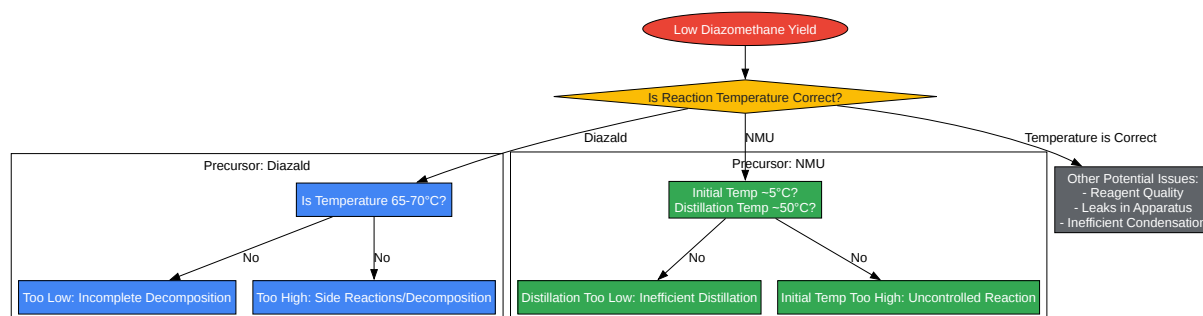 Low Diazomethane Yield
Is Reaction Temperature Correct?
Diazald
NMU
Temperature is Correct
Precursor: Diazald
Precursor: NMU
Is Temperature 65-70°C?
Initial Temp ~5°C?
Distillation Temp ~50°C?
Other Potential Issues:
- Reagent Quality
- Leaks in Apparatus
- Inefficient Condensation
No
No
No
No
Too Low: Incomplete Decomposition
Too High: Side Reactions/Decomposition
Distillation Too Low: Inefficient Distillation
Initial Temp Too High: Uncontrolled Reaction